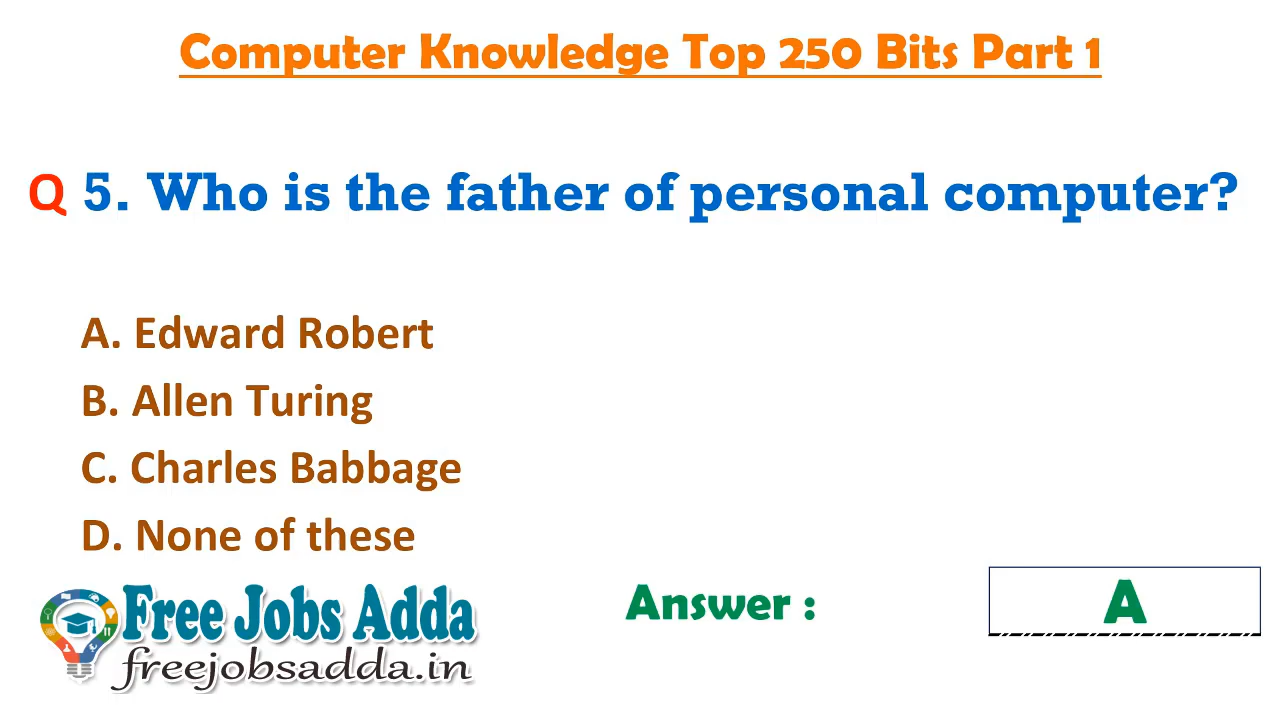 Computer Knowledge Top 250 Bits Part 1
Q 5. Who is the father of personal computer?
A. Edward Robert
B. Allen Turing
C. Charles Babbage
D. None of these
Answer : A
Free Jobs Adda
freejobsadda.in